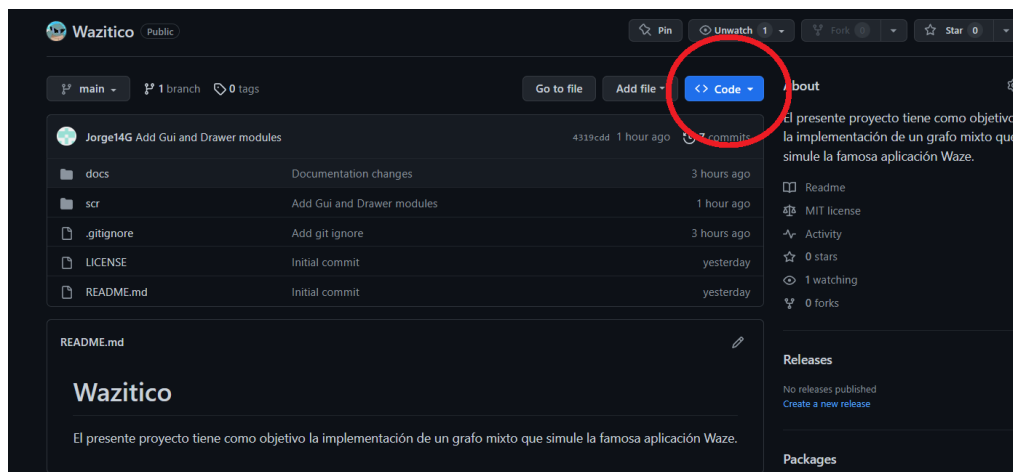 Wazitico Public
Pin Unwatch 1 Fork 0 Star 0
main 1 branch 0 tags Go to file Add file <> Code
Jorge14G Add Gui and Drawer modules 4319cdd 1 hour ago 7 commits
docs Documentation changes 3 hours ago
scr Add Gui and Drawer modules 1 hour ago
.gitignore Add git ignore 3 hours ago
LICENSE Initial commit yesterday
README.md Initial commit yesterday
README.md
Wazitico
El presente proyecto tiene como objetivo la implementación de un grafo mixto que simule la famosa aplicación Waze.
About
El presente proyecto tiene como objetivo
la implementación de un grafo mixto que
simule la famosa aplicación Waze.
Readme
MIT license
Activity
0 stars
1 watching
0 forks
Releases
No releases published
Create a new release
Packages